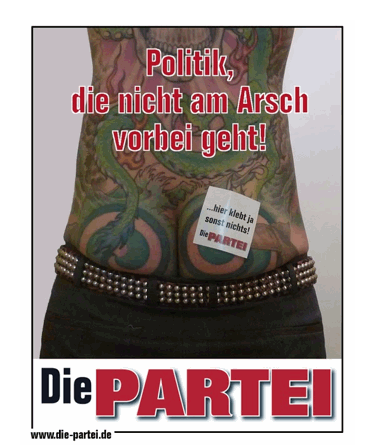 Politik,
die nicht am Arsch
vorbei geht!
...hier klebt ja
sonst nichts!
Die PARTEI
Die PARTEI
www.die-partei.de